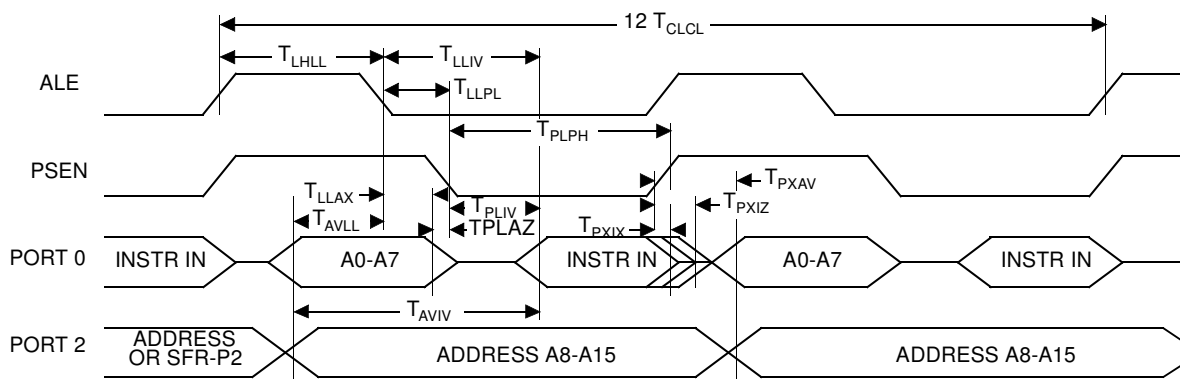 12 TCLCL
TLHLL TLLIV
ALE
TLLPL
TPLPH
PSEN
TLLAX TPXAV
TPLIV TPXIZ
TAVLL TPLAZ TPXIX
PORT 0 INSTR IN A0-A7 INSTR IN A0-A7 INSTR IN
TAVIV
PORT 2 ADDRESS OR SFR-P2 ADDRESS A8-A15 ADDRESS A8-A15